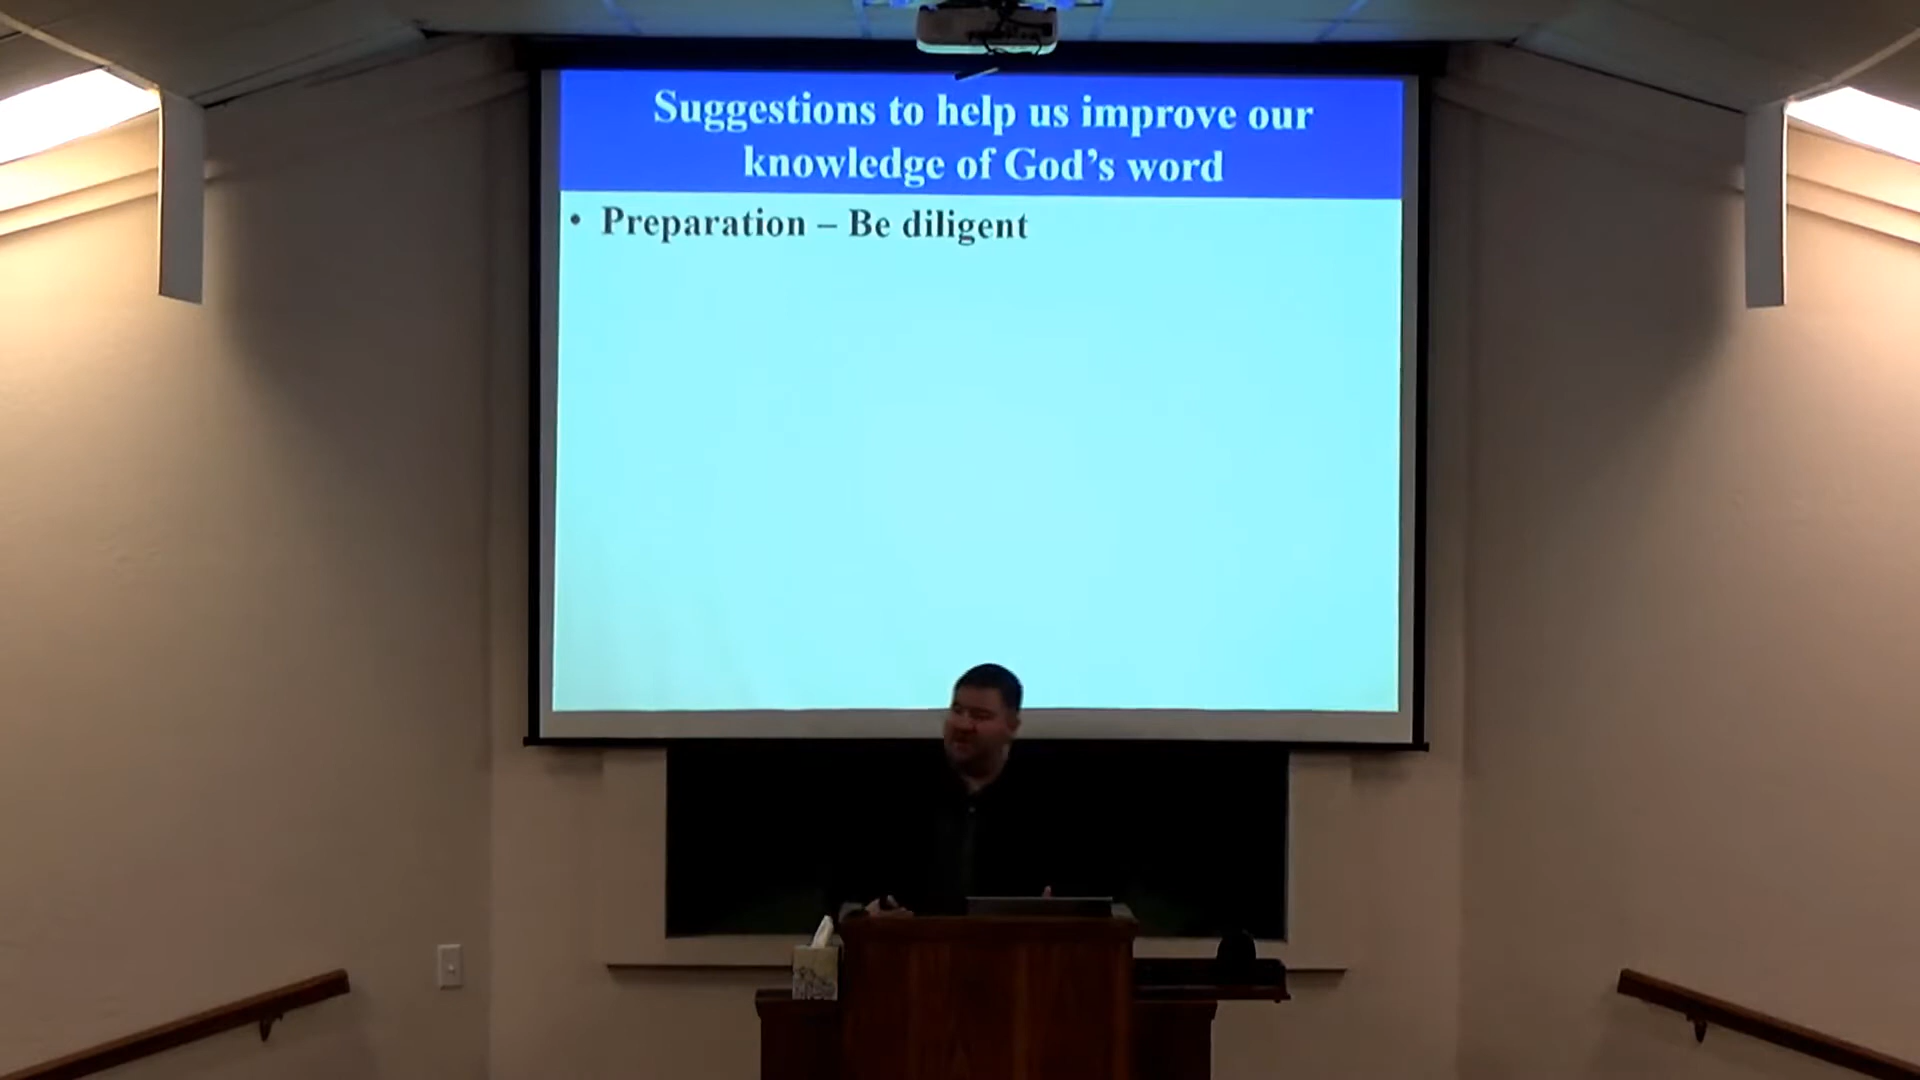 Suggestions to help us improve our
knowledge of God's word
• Preparation – Be diligent